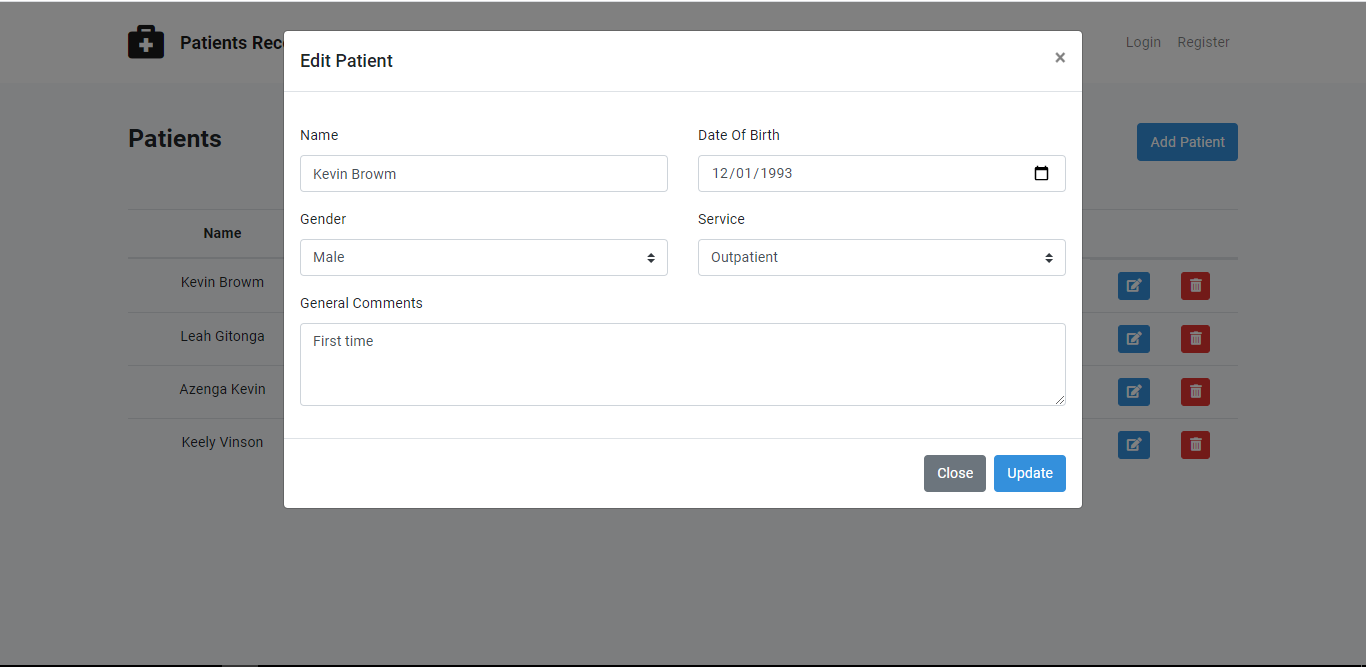 Patients Rec
Login Register
Edit Patient
×
Patients
Add Patient
Name Date Of Birth
Kevin Browm 12/01/1993
Gender Service
Male Outpatient
General Comments
First time
Close Update
Name
Kevin Browm
Leah Gitonga
Azenga Kevin
Keely Vinson